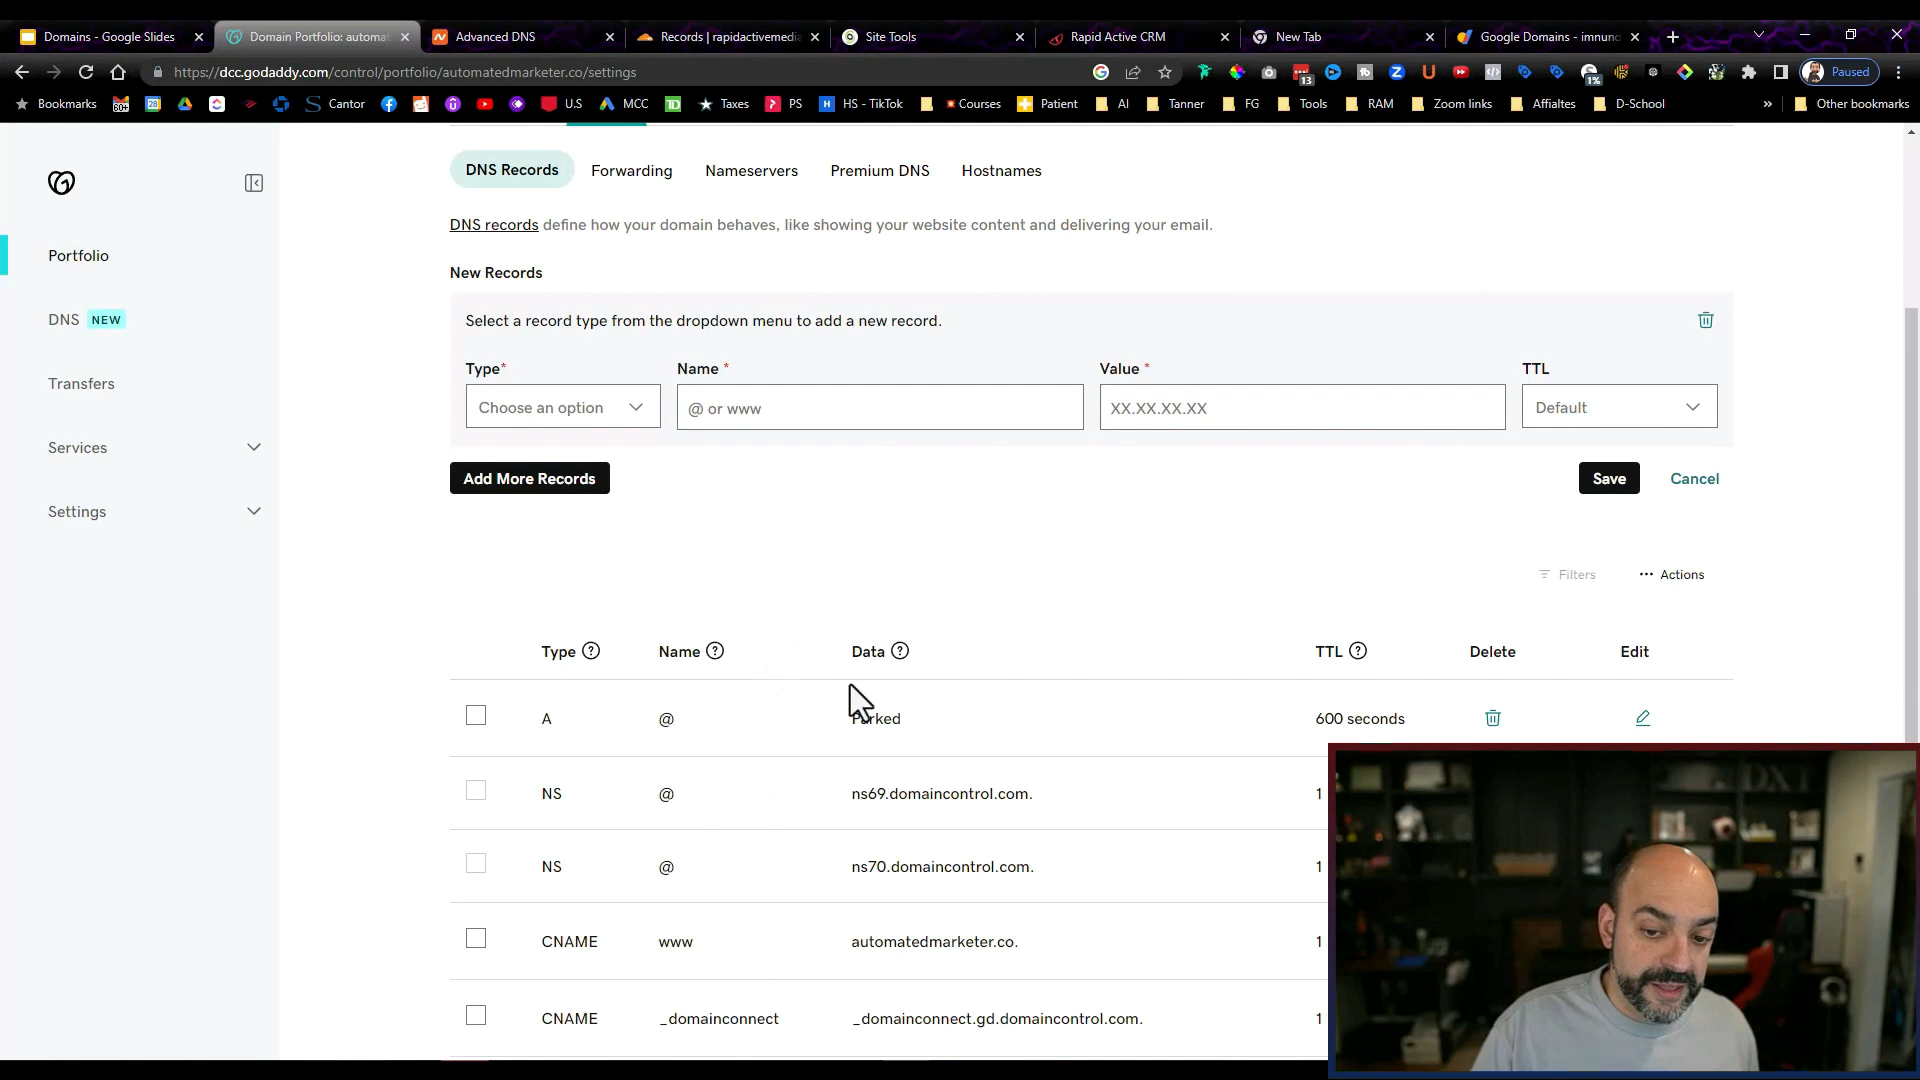 Domains - Google Slides
Domain Portfolio: automat
Advanced DNS
Records | rapidactivemedi
Site Tools
Rapid Active CRM
New Tab
Google Domains - imnun
https://dcc.godaddy.com/control/portfolio/automatedmarketer.co/settings
13
1%
Paused
Bookmarks
60+
28
Cantor
U.S
MCC
Taxes
PS
HS - TikTok
Courses
Patient
AI
Tanner
FG
Tools
RAM
Zoom links
Affialtes
D-School
»
Other bookmarks
DNS Records
Forwarding
Nameservers
Premium DNS
Hostnames
DNS records define how your domain behaves, like showing your website content and delivering your email.
Portfolio
DNS NEW
Transfers
Services
Settings
New Records
Select a record type from the dropdown menu to add a new record.
Type* Name * Value * TTL
Choose an option @ or www XX.XX.XX.XX Default
Add More Records Save Cancel
Filters ••• Actions
Type ? Name ? Data ? TTL ? Delete Edit
A @ Parked 600 seconds
NS @ ns69.domaincontrol.com. 1
NS @ ns70.domaincontrol.com. 1
CNAME www automatedmarketer.co. 1
CNAME _domainconnect _domainconnect.gd.domaincontrol.com. 1